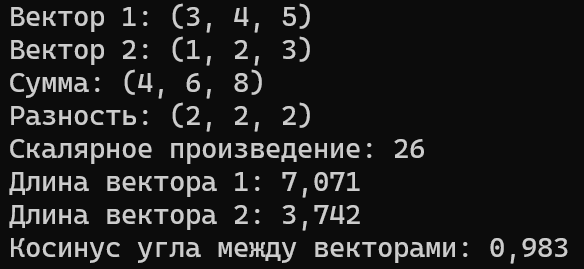 Вектор 1: (3, 4, 5)
Вектор 2: (1, 2, 3)
Сумма: (4, 6, 8)
Разность: (2, 2, 2)
Скалярное произведение: 26
Длина вектора 1: 7,071
Длина вектора 2: 3,742
Косинус угла между векторами: 0,983